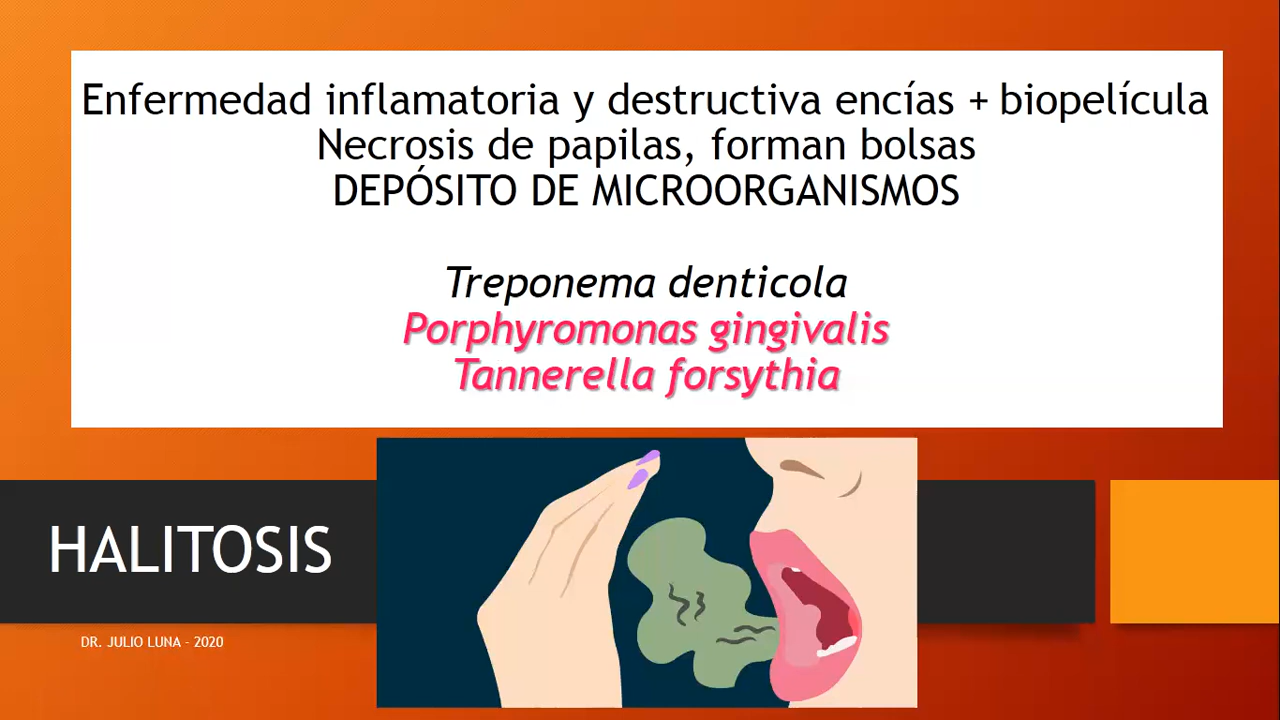 Enfermedad inflamatoria y destructiva encías + biopelícula
Necrosis de papilas, forman bolsas
DEPÓSITO DE MICROORGANISMOS
Treponema denticola
Porphyromonas gingivalis
Tannerella forsythia
HALITOSIS
DR. JULIO LUNA - 2020